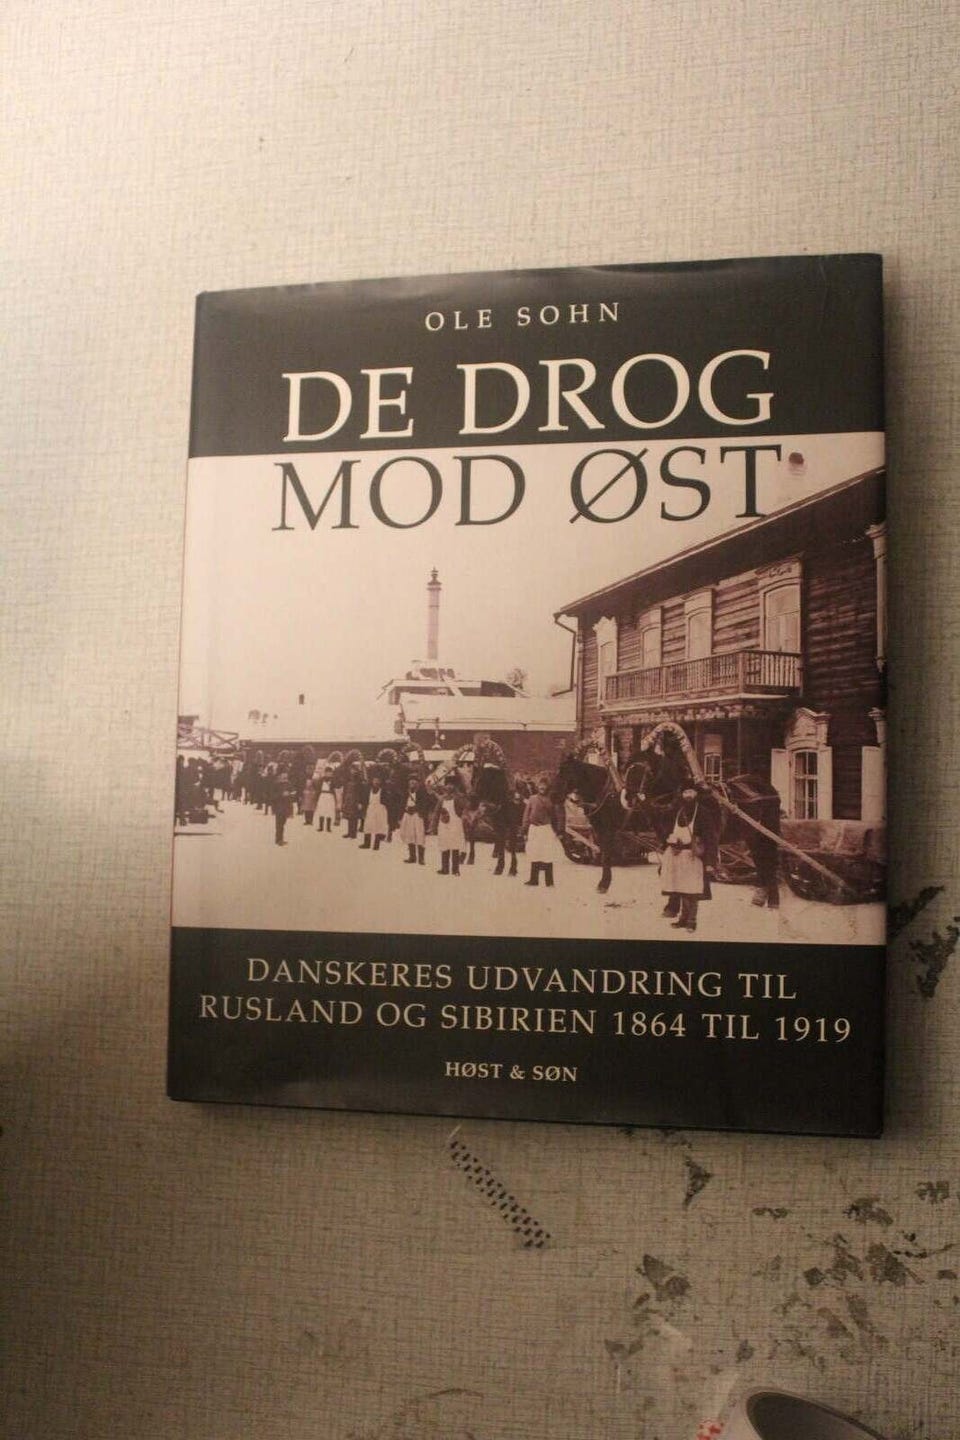 OLE SOHN
DE DROG
MOD ØST
DANSKERES UDVANDRING TIL
RUSLAND OG SIBIRIEN 1864 TIL 1919
HØST & SØN